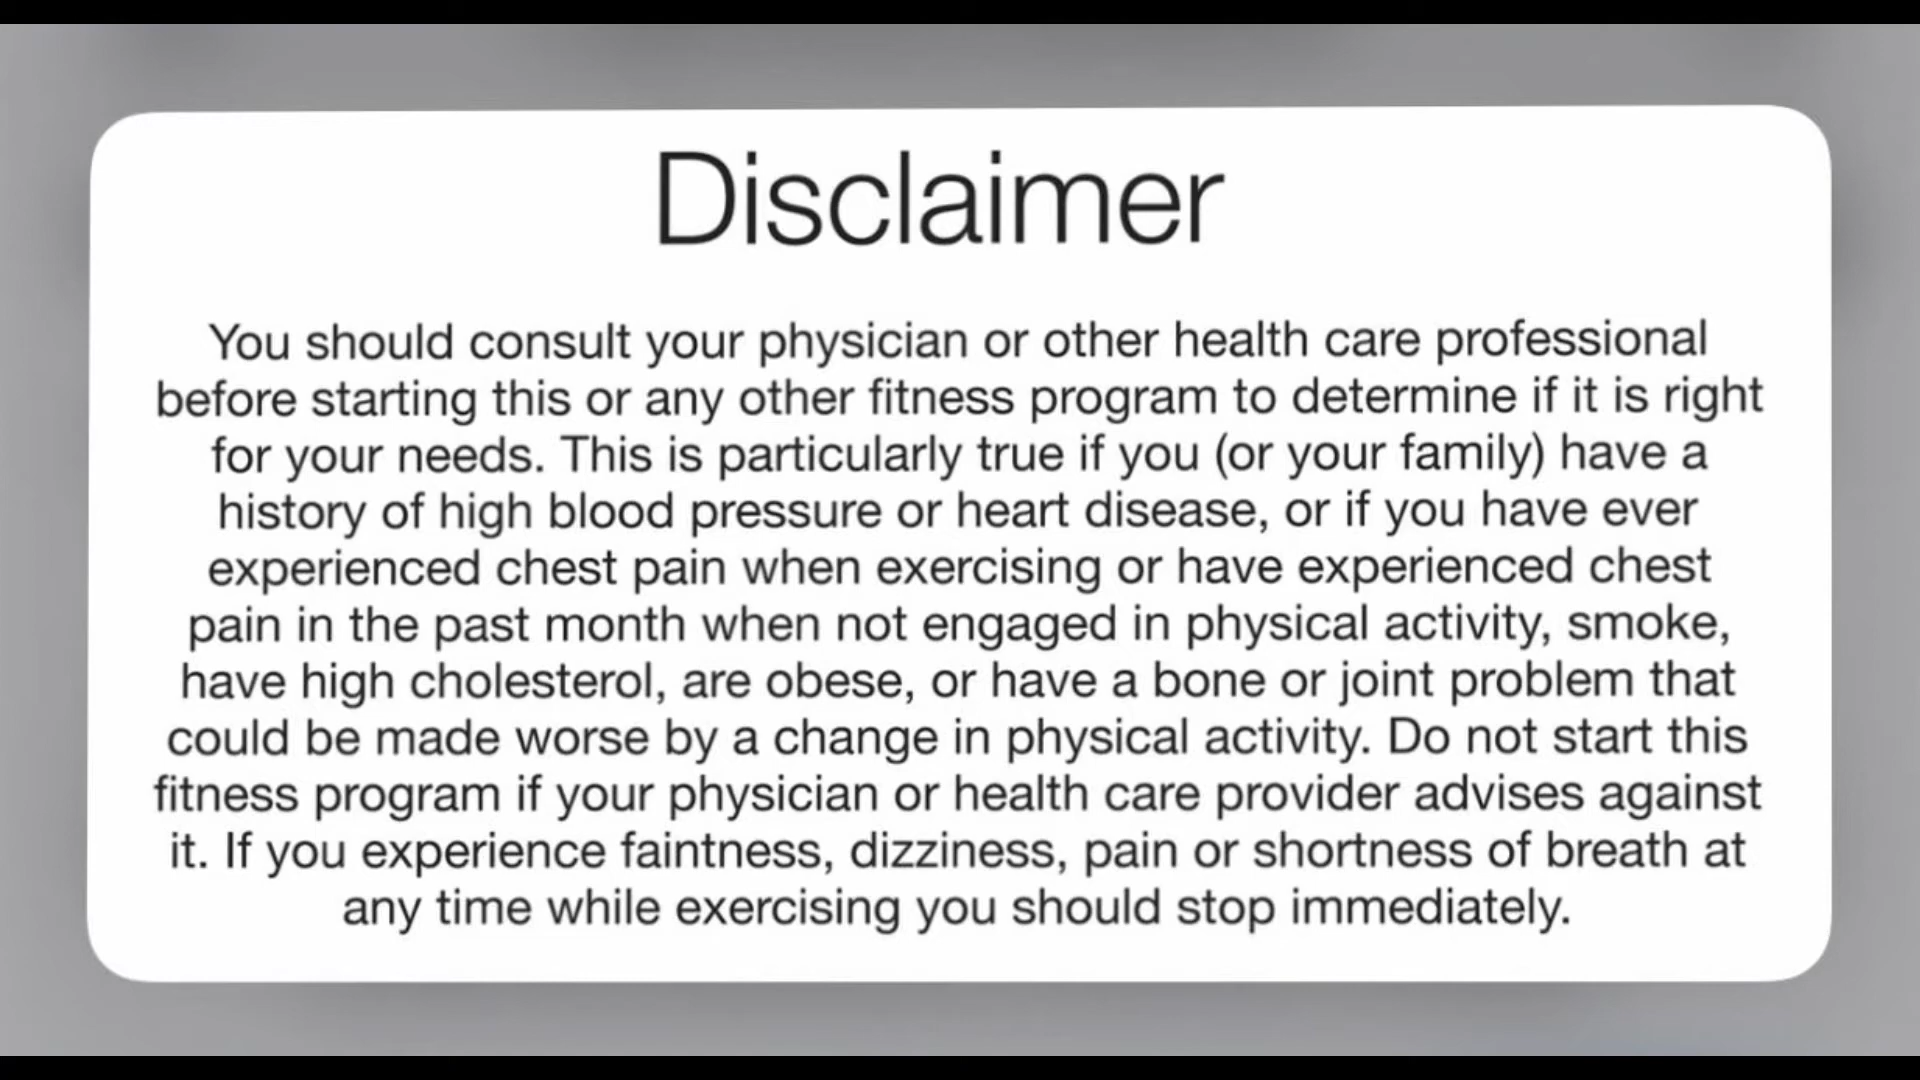 Disclaimer
You should consult your physician or other health care professional
before starting this or any other fitness program to determine if it is right
for your needs. This is particularly true if you (or your family) have a
history of high blood pressure or heart disease, or if you have ever
experienced chest pain when exercising or have experienced chest
pain in the past month when not engaged in physical activity, smoke,
have high cholesterol, are obese, or have a bone or joint problem that
could be made worse by a change in physical activity. Do not start this
fitness program if your physician or health care provider advises against
it. If you experience faintness, dizziness, pain or shortness of breath at
any time while exercising you should stop immediately.